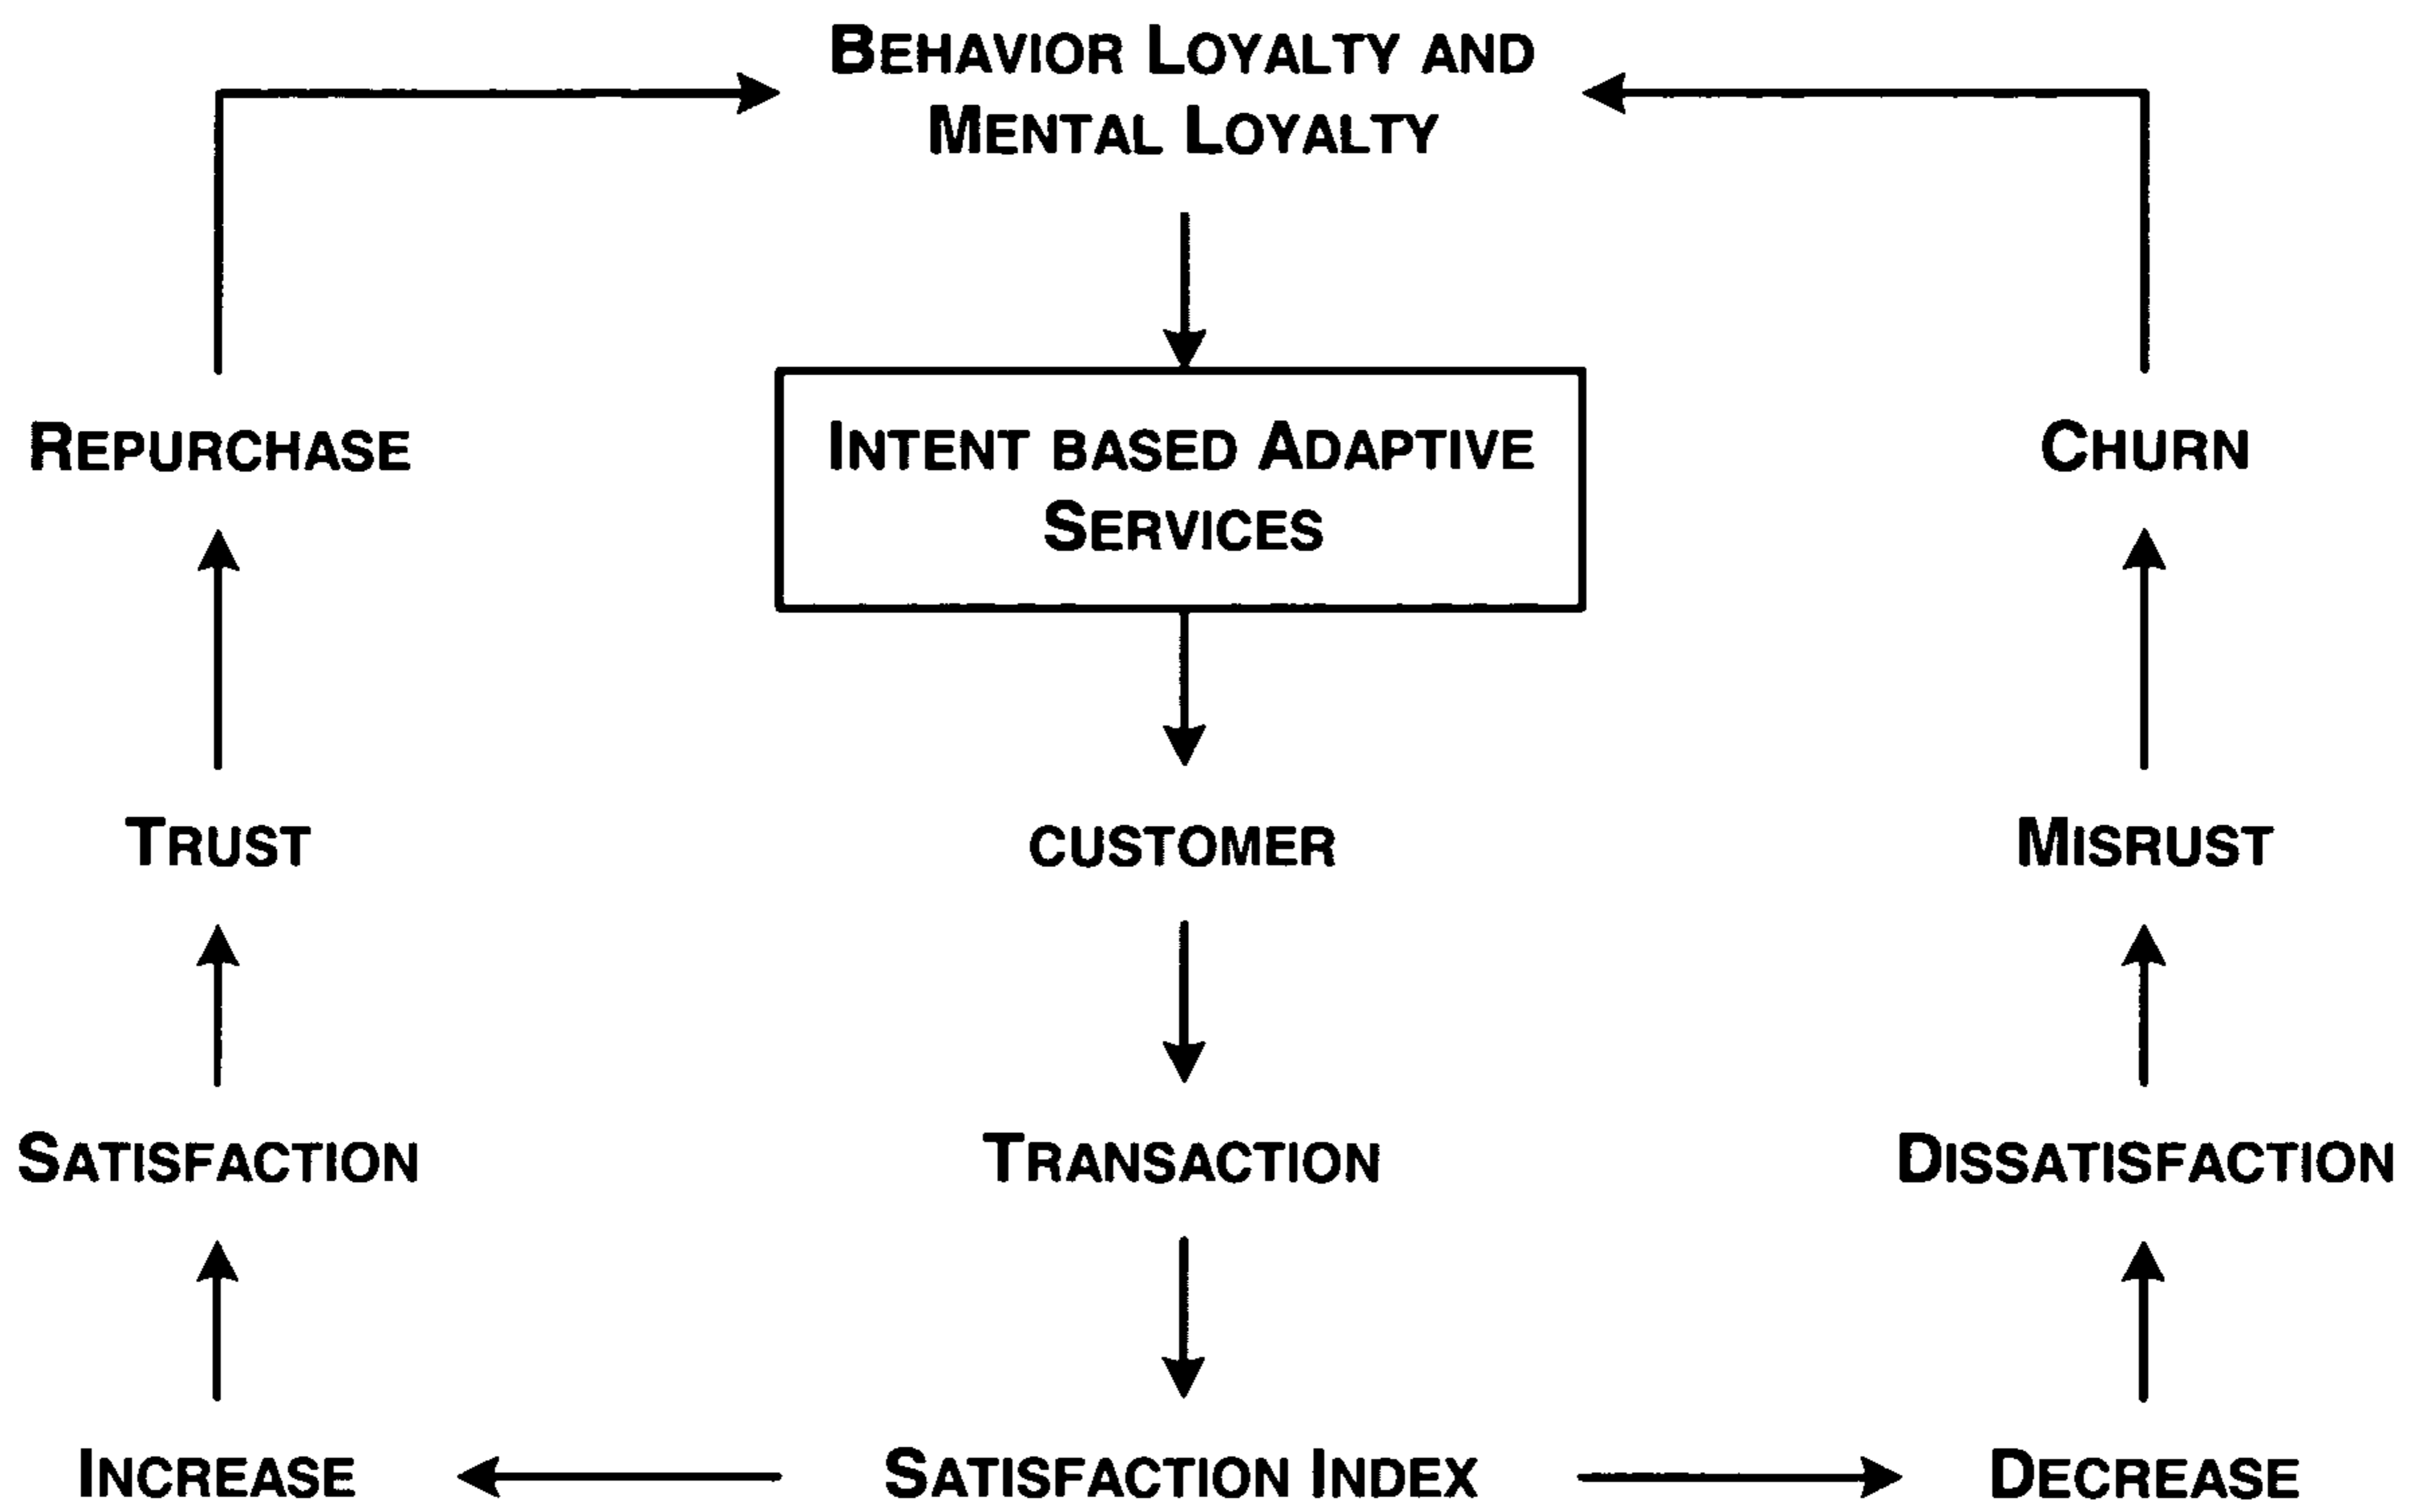 BEHAVIOR LOYALTY AND
MENTAL LOYALTY
REPURCHASE
INTENT BASED ADAPTIVE
SERVICES
CHURN
TRUST
CUSTOMER
MISRUST
SATISFACTION
TRANSACTION
DISSATISFACTION
INCREASE
SATISFACTION INDEX
DECREASE